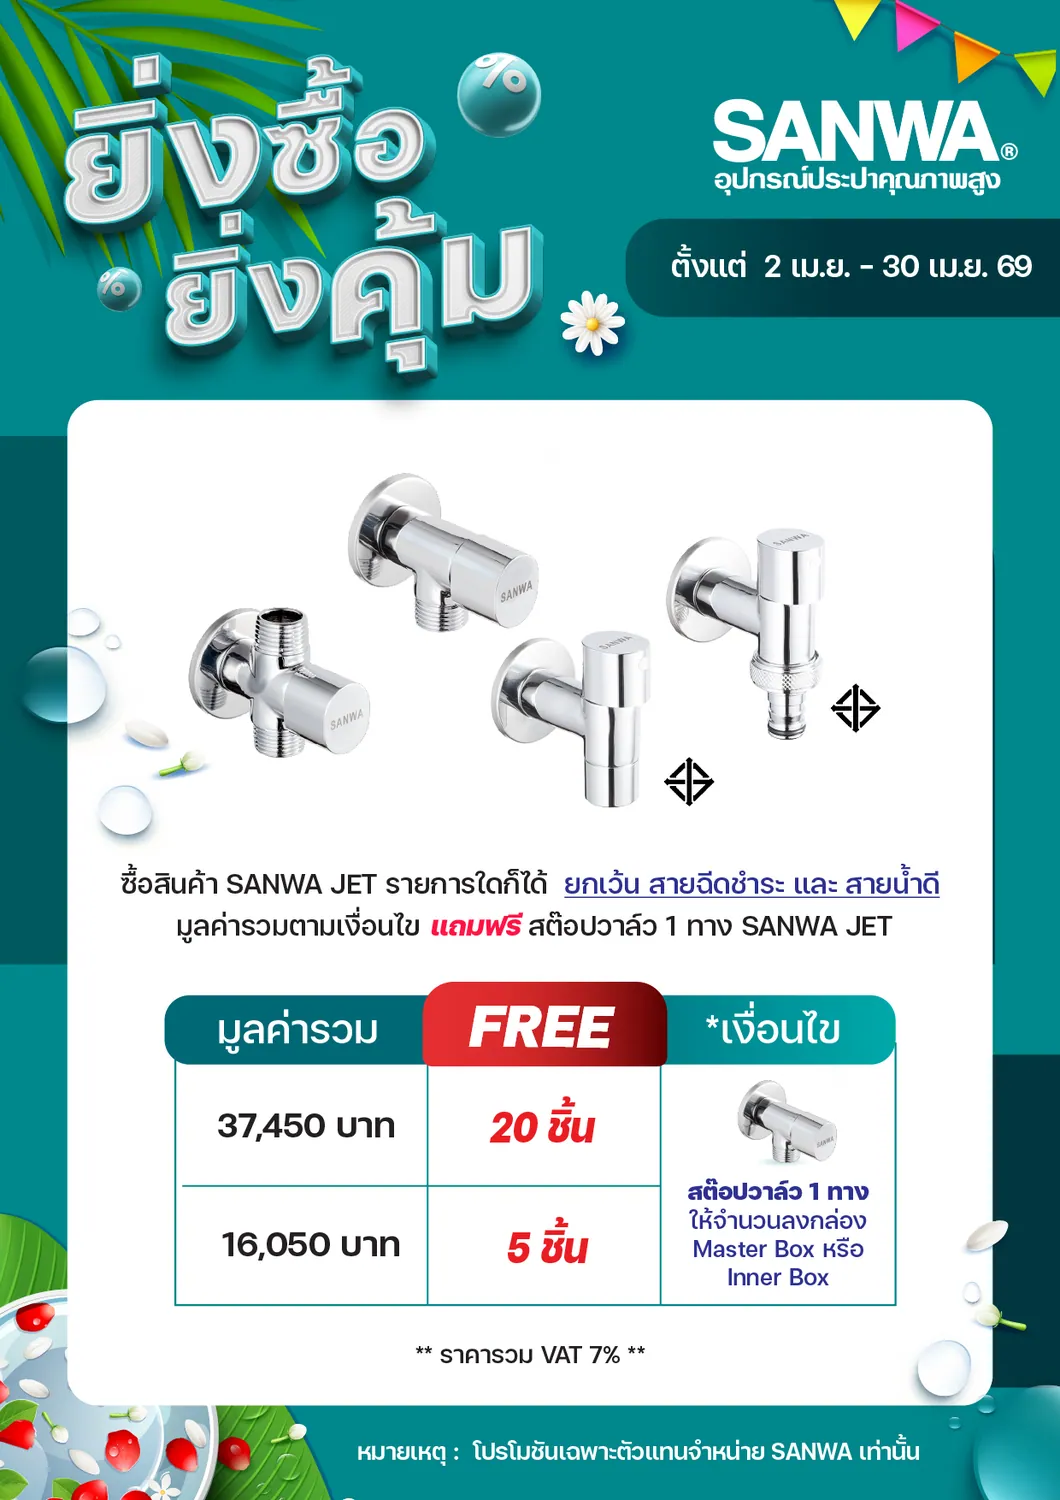 ยิ่งซื้อ
ยิ่งคุ้ม
%
%
SANWA®
อุปกรณ์ประปาคุณภาพสูง
ตั้งแต่ 2 เม.ย. - 30 เม.ย. 69
SANWA
SANWA
SANWA
SANWA
ซื้อสินค้า SANWA JET รายการใดก็ได้ ยกเว้น สายฉีดชำระ และ สายน้ำดี
มูลค่ารวมตามเงื่อนไข แถมฟรี สต๊อปวาล์ว 1 ทาง SANWA JET
มูลค่ารวม FREE *เงื่อนไข
37,450 บาท 20 ชิ้น
SANWA
16,050 บาท 5 ชิ้น
สต๊อปวาล์ว 1 ทาง
ให้จำนวนลงกล่อง
Master Box หรือ
Inner Box
** ราคารวม VAT 7% **
หมายเหตุ : โปรโมชันเฉพาะตัวแทนจำหน่าย SANWA เท่านั้น